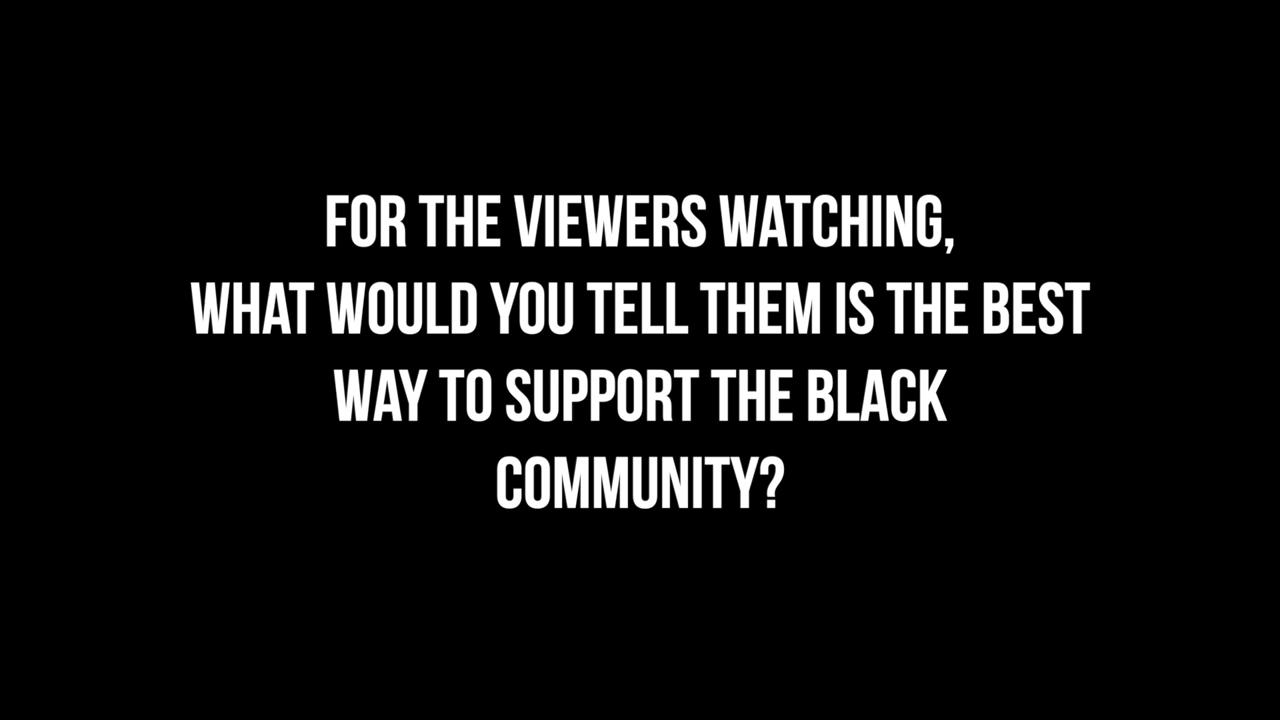 FOR THE VIEWERS WATCHING,
WHAT WOULD YOU TELL THEM IS THE BEST
WAY TO SUPPORT THE BLACK
COMMUNITY?